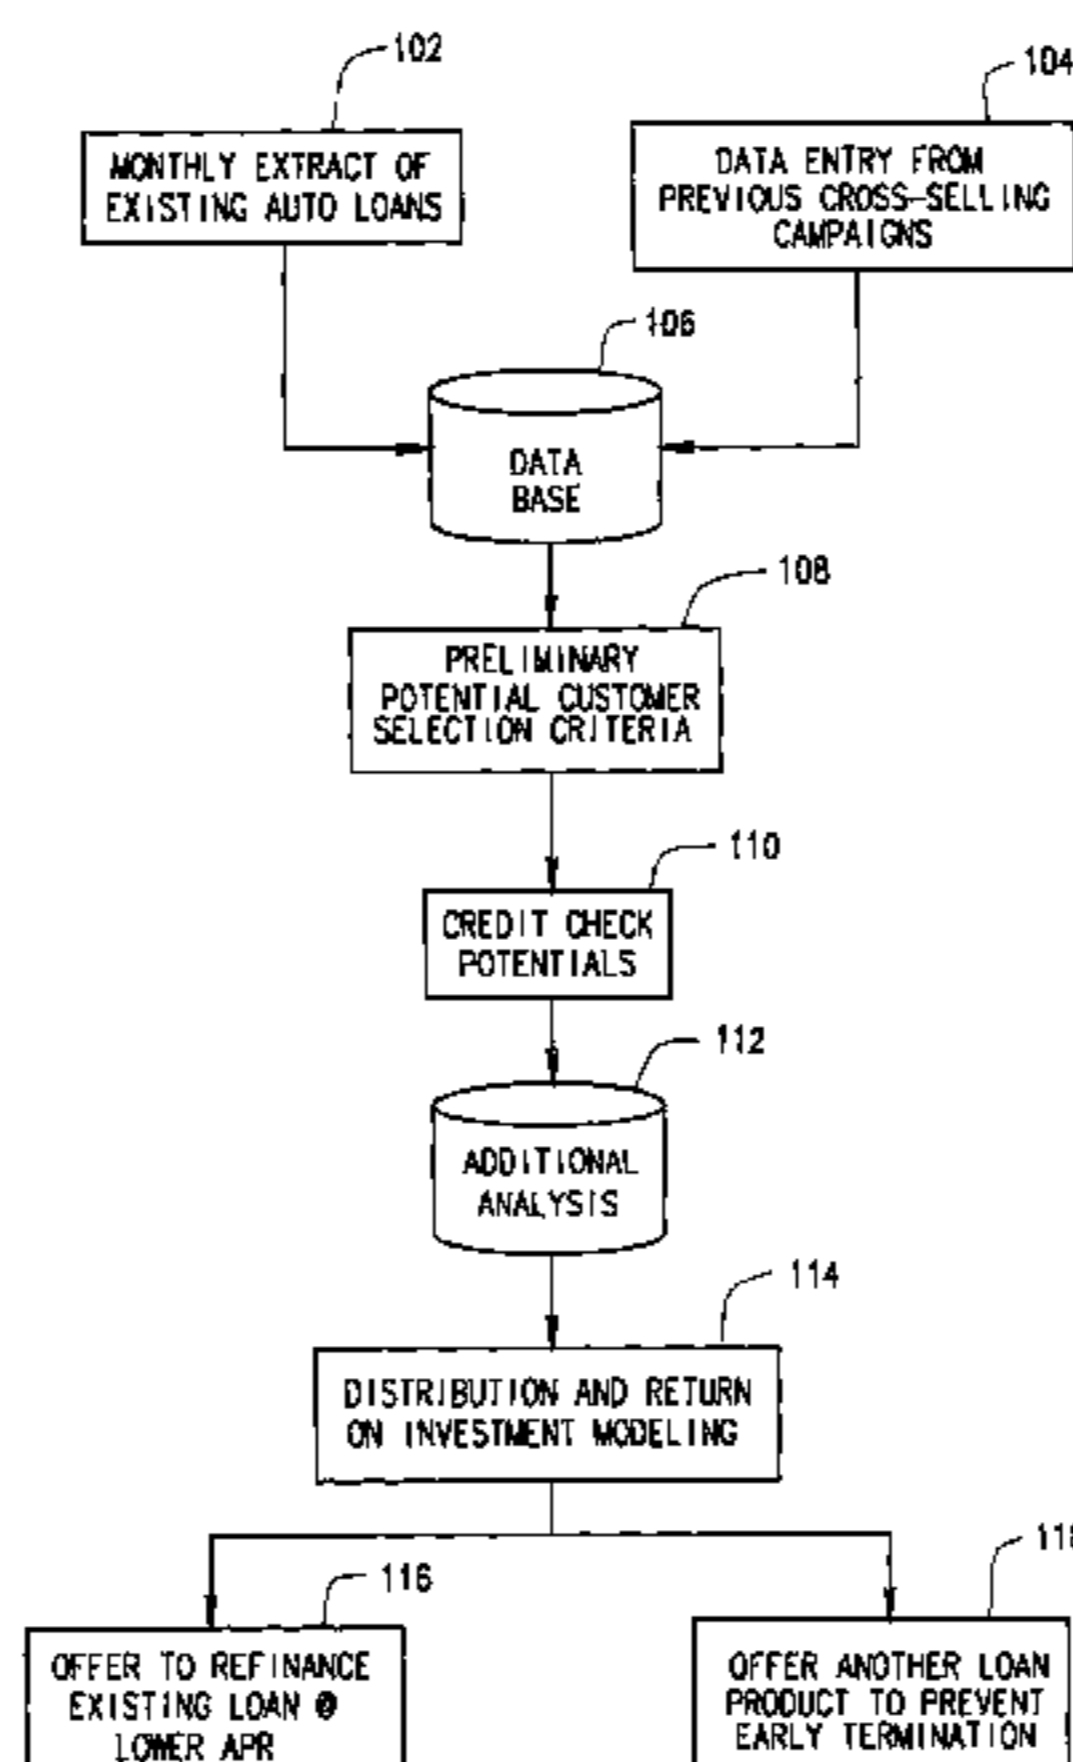 102
104
MONTHLY EXTRACT OF
EXISTING AUTO LOANS
DATA ENTRY FROM
PREVIOUS CROSS-SELLING
CAMPAIGNS
106
DATA
BASE
108
PRELIMINARY
POTENTIAL CUSTOMER
SELECTION CRITERIA
110
CREDIT CHECK
POTENTIALS
112
ADDITIONAL
ANALYSIS
114
DISTRIBUTION AND RETURN
ON INVESTMENT MODELING
116
OFFER TO REFINANCE
EXISTING LOAN @
LOWER APR
OFFER ANOTHER LOAN
PRODUCT TO PREVENT
EARLY TERMINATION